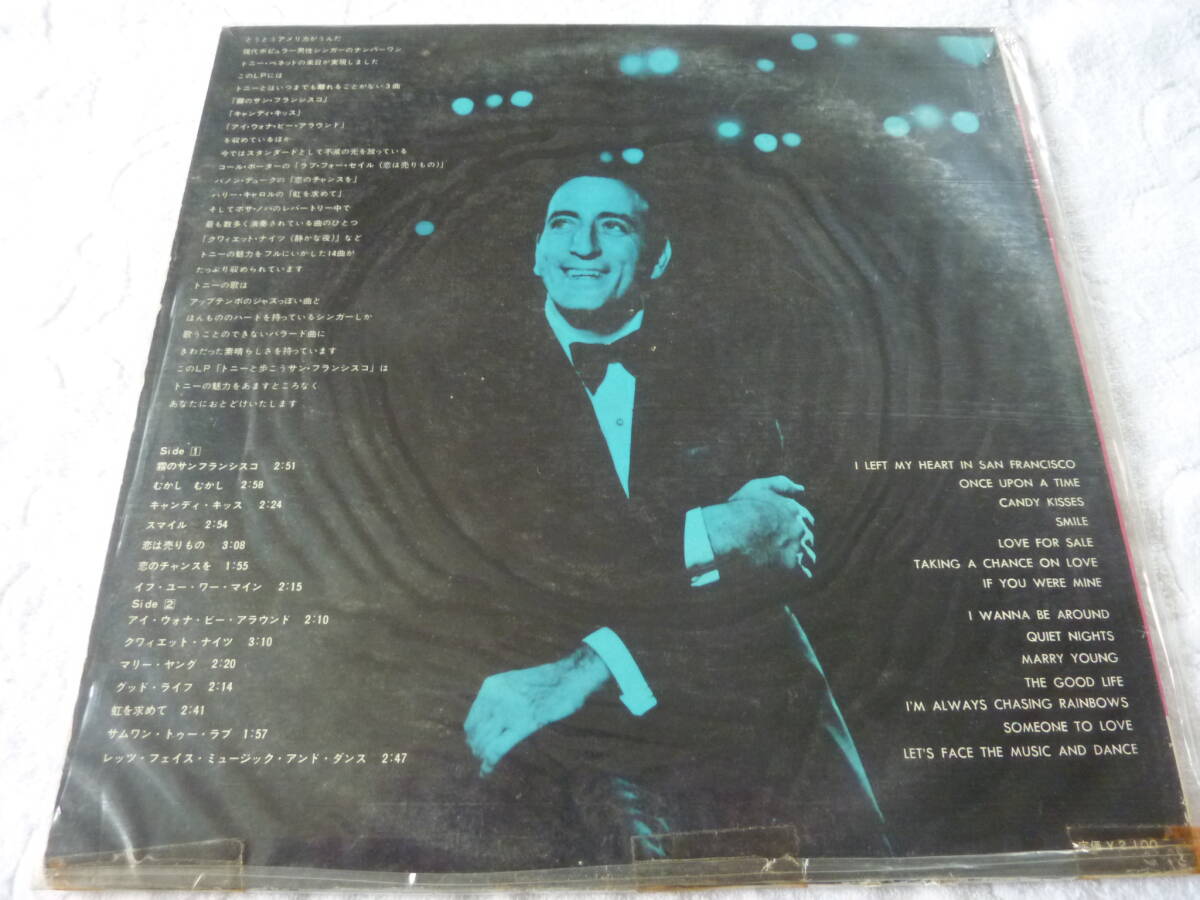 とうとうアメリカがうんだ
現代ポピュラー男性シンガーのナンバーワン
トニー・ベネットの来日が実現しました
このLPには
トニーとはいつまでも離れることがない3曲
「霧のサン・フランシスコ」
「キャンディ・キッス」
「アイ・ウォナ・ビー・アラウンド」
を収めているほか
今ではスタンダードとして不滅の光を放っている
コール・ポーターの「ラブ・フォー・セイル(恋は売りもの)」
バノン・デュークの「恋のチャンスを」
ハリー・キャロルの「虹を求めて」
そしてボサ・ノバのレパートリー中で
最も数多く演奏されている曲のひとつ
「クワィエット・ナイツ(静かな夜)」など
トニーの魅力をフルにいかした14曲が
たっぷり収められています
トニーの歌は
アップテンポのジャズっぽい曲と
ほんもののハートを持っているシンガーしか
歌うことのできないバラード曲に
きわだった素晴らしさを持っています
このLP「トニーと歩こうサン・フランシスコ」は
トニーの魅力をあますところなく
あなたにおとどけいたします
Side 1
霧のサンフランシスコ 2:51
むかし むかし 2:58
キャンディ・キッス 2:24
スマイル 2:54
恋は売りもの 3:08
恋のチャンスを 1:55
イフ・ユー・ワー・マイン 2:15
Side 2
アイ・ウォナ・ビー・アラウンド 2:10
クワィエット・ナイツ 3:10
マリー・ヤング 2:20
グッド・ライフ 2:14
虹を求めて 2:41
サムワン・トゥー・ラブ 1:57
レッツ・フェイス・ミュージック・アンド・ダンス 2:47
I LEFT MY HEART IN SAN FRANCISCO
ONCE UPON A TIME
CANDY KISSES
SMILE
LOVE FOR SALE
TAKING A CHANCE ON LOVE
IF YOU WERE MINE
I WANNA BE AROUND
QUIET NIGHTS
MARRY YOUNG
THE GOOD LIFE
I'M ALWAYS CHASING RAINBOWS
SOMEONE TO LOVE
LET'S FACE THE MUSIC AND DANCE
定価 ¥2,100